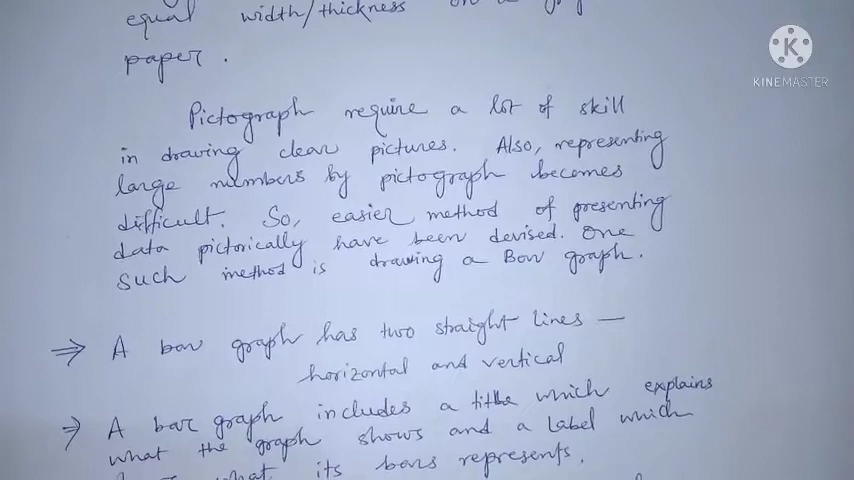 equal width/thickness on a
paper.
KINEMASTER
Pictograph require a lot of skill
in drawing clear pictures. Also, representing
large numbers by pictograph becomes
difficult. So, easier method of presenting
data pictorically have been devised. One
such method is drawing a Bar graph.
⇒ A bar graph has two straight lines —
horizontal and vertical
⇒ A bar graph includes a title which explains
what the graph shows and a label which
what its bars represents.